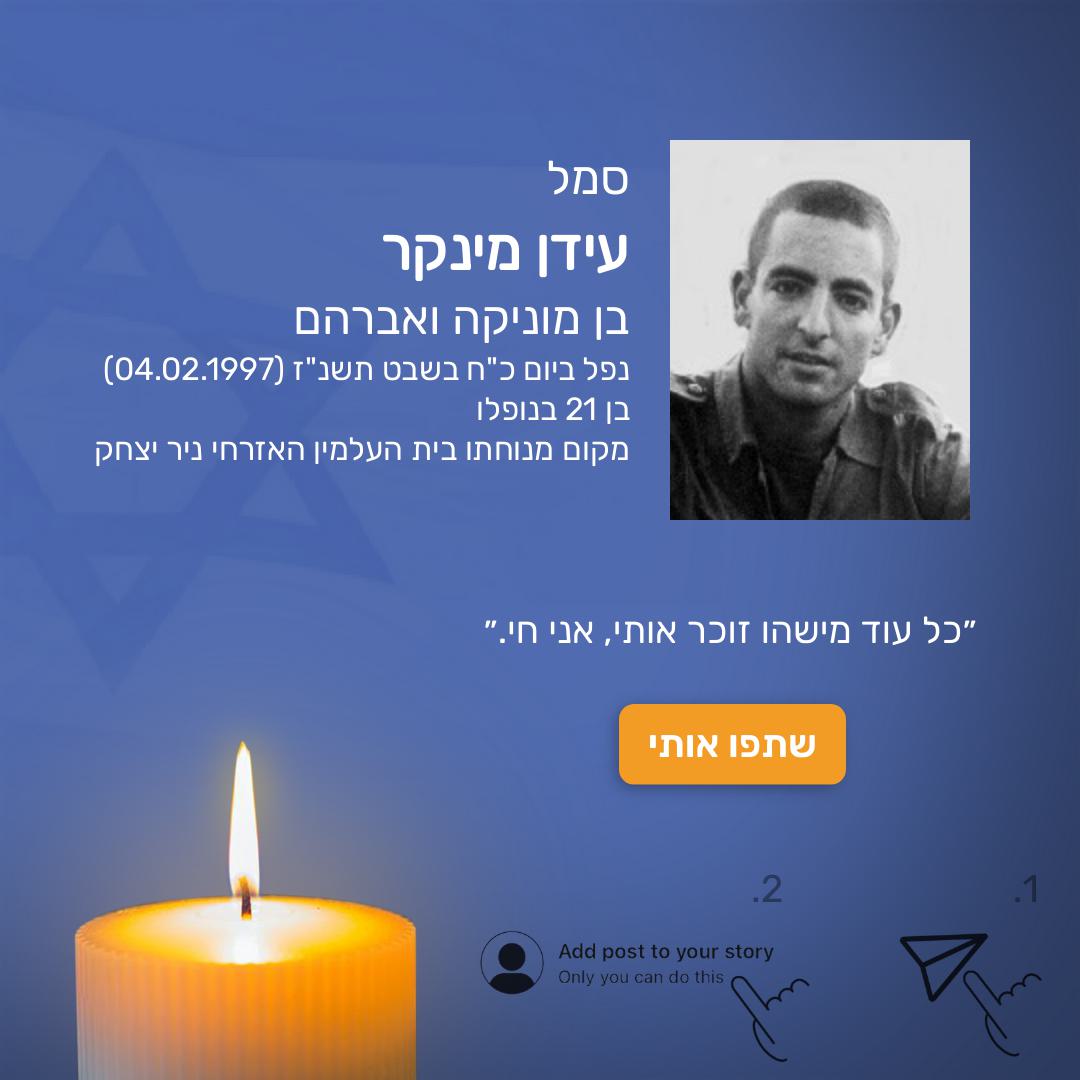 סמל
עידן מינקר
בן מוניקה ואברהם
נפל ביום כ"ח בשבט תשנ"ז (04.02.1997)
בן 21 בנופלו
מקום מנוחתו בית העלמין האזרחי ניר יצחק
״כל עוד מישהו זוכר אותי, אני חי.״
שתפו אותי
1.
2.
Add post to your story
Only you can do this